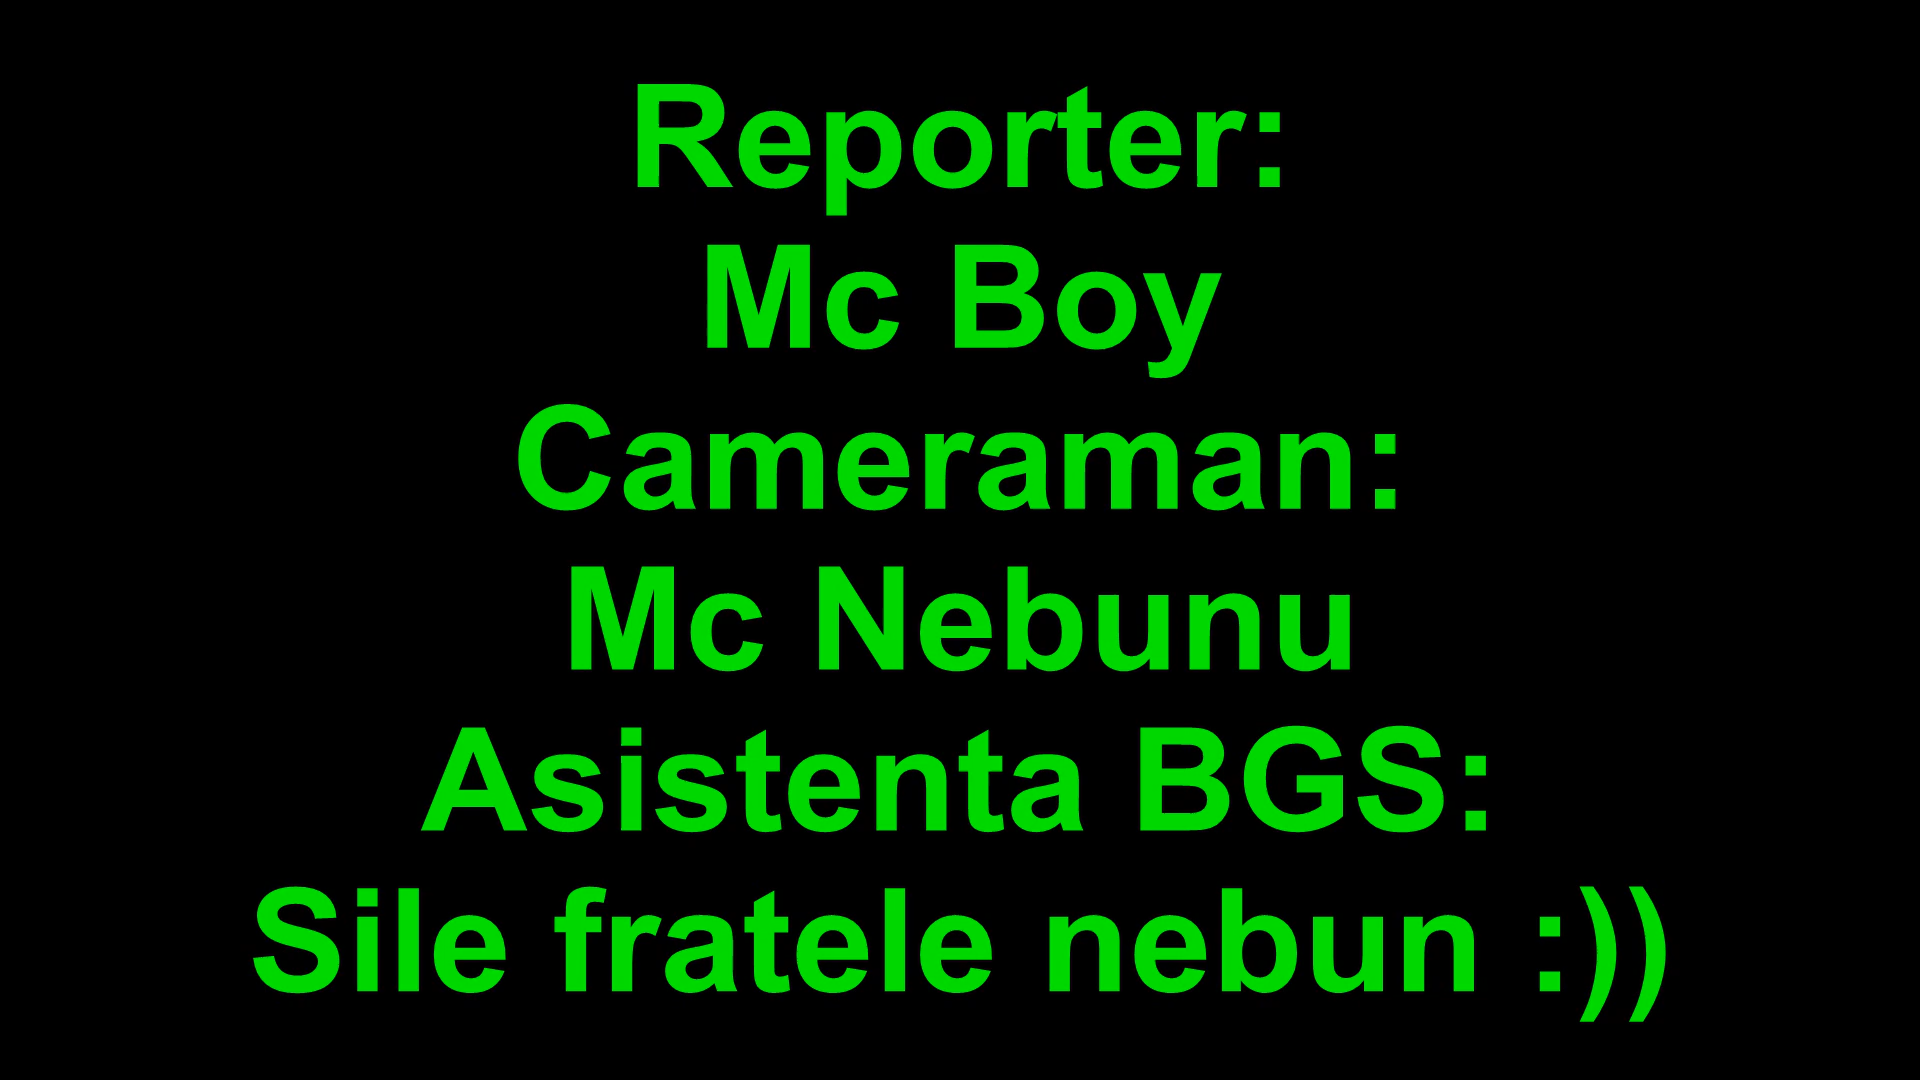 Reporter:
Mc Boy
Cameraman:
Mc Nebunu
Asistenta BGS:
Sile fratele nebun :))